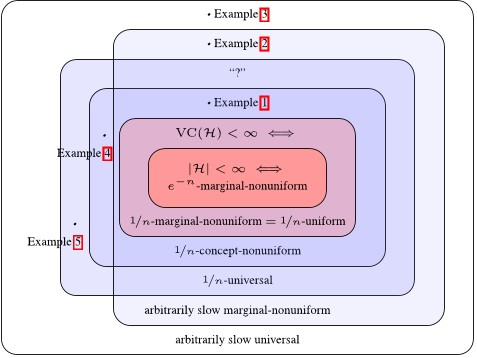 • Example 3
• Example 2
“?”
• Example 1
VC(ℋ) < ∞ ⟺
Example 4
|ℋ| < ∞ ⟺
e⁻ⁿ-marginal-nonuniform
1/n-marginal-nonuniform = 1/n-uniform
Example 5
1/n-concept-nonuniform
1/n-universal
arbitrarily slow marginal-nonuniform
arbitrarily slow universal